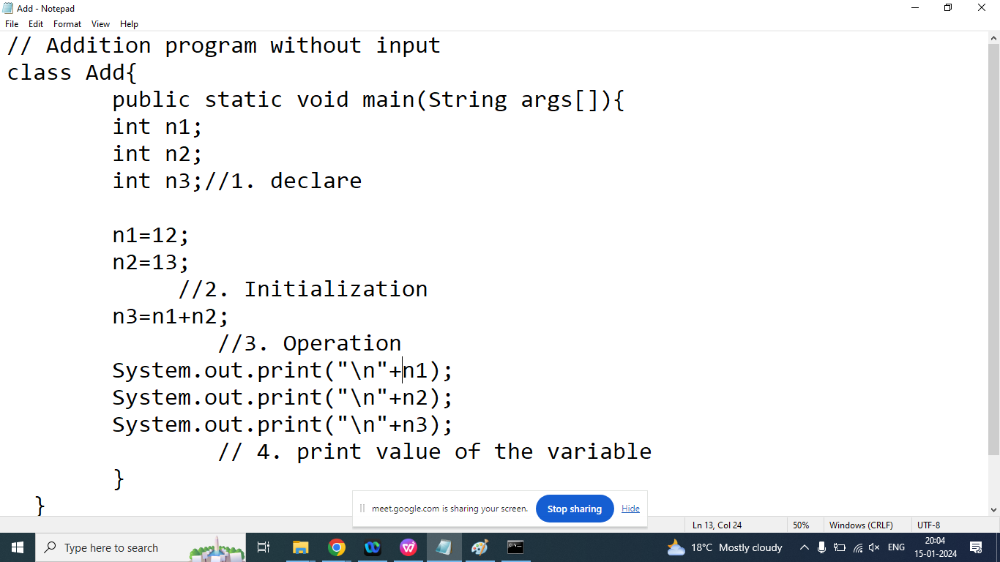 Add - Notepad
File Edit Format View Help
// Addition program without input
class Add{
public static void main(String args[]){
int n1;
int n2;
int n3;//1. declare
n1=12;
n2=13;
//2. Initialization
n3=n1+n2;
//3. Operation
System.out.print("\n"+n1);
System.out.print("\n"+n2);
System.out.print("\n"+n3);
// 4. print value of the variable
}
}
meet.google.com is sharing your screen. Stop sharing Hide
Ln 13, Col 24 50% Windows (CRLF) UTF-8
Type here to search 18°C Mostly cloudy ENG 20:04
15-01-2024